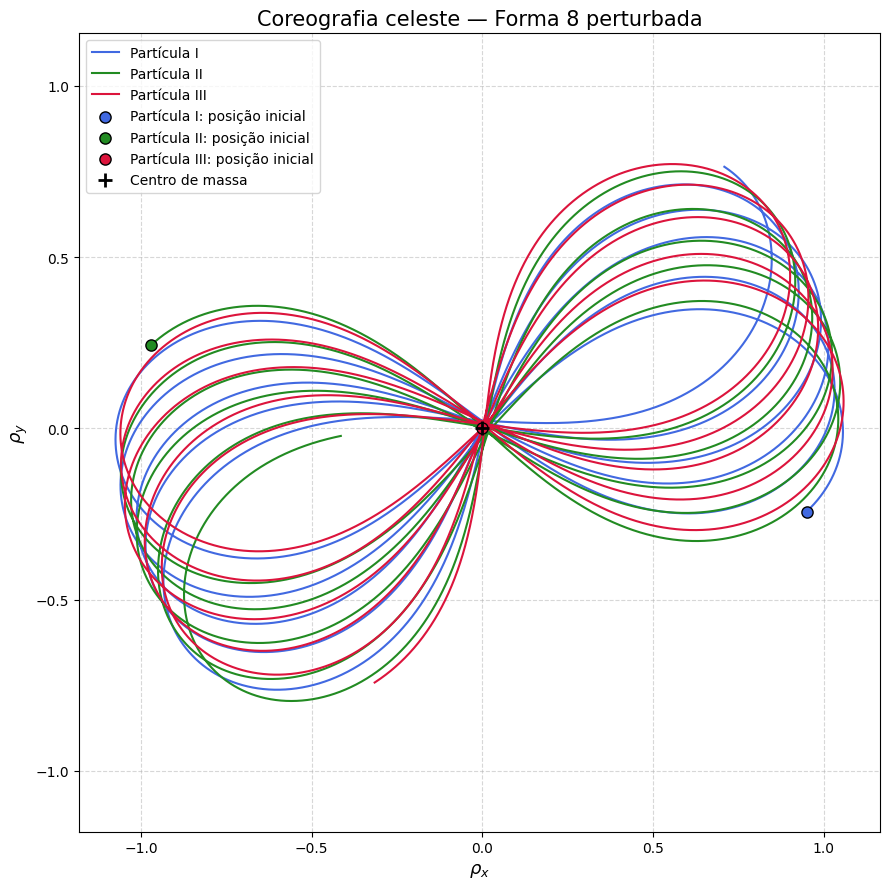 Coreografia celeste — Forma 8 perturbada
Partícula I
Partícula II
Partícula III
Partícula I: posição inicial
Partícula II: posição inicial
Partícula III: posição inicial
Centro de massa
1.0
0.5
0.0
−0.5
−1.0
ρy
−1.0 −0.5 0.0 0.5 1.0
ρx